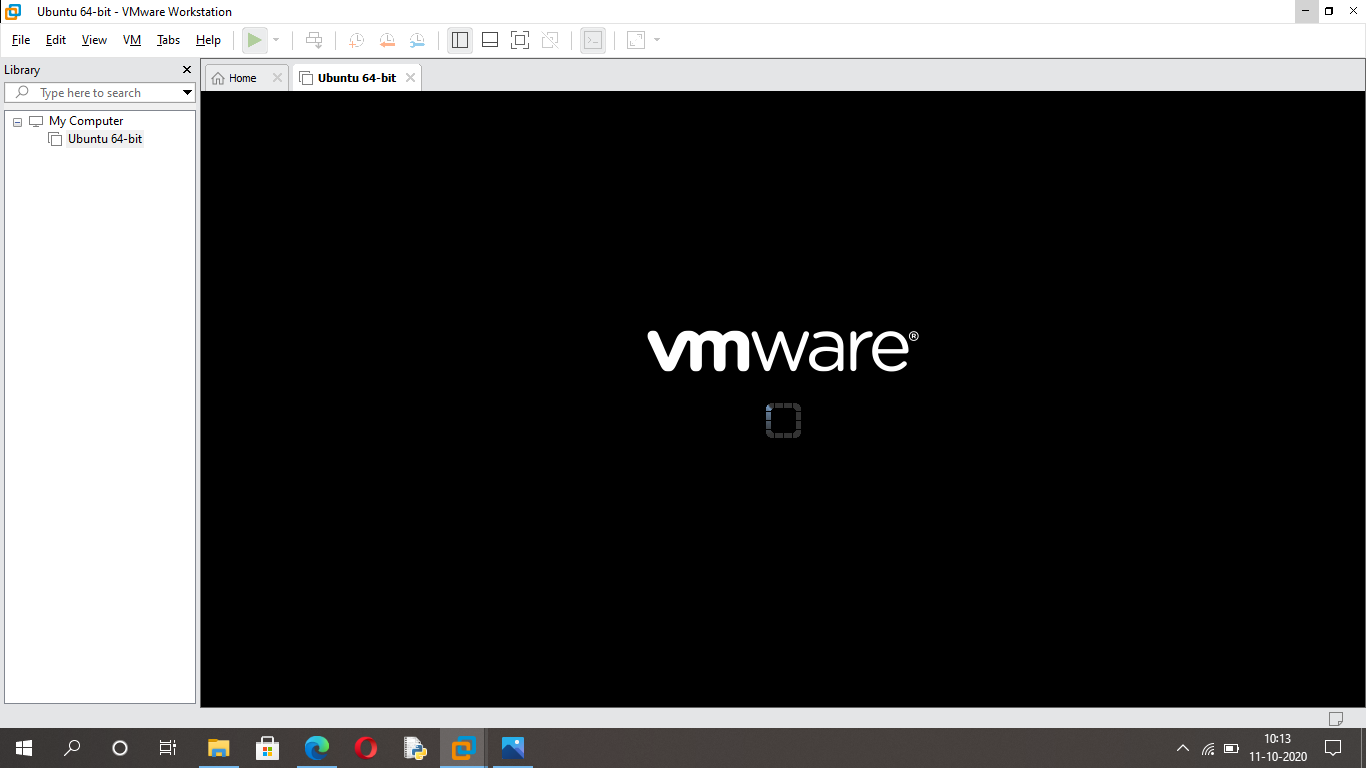 Ubuntu 64-bit - VMware Workstation
File Edit View VM Tabs Help
Library
Type here to search
My Computer
Ubuntu 64-bit
Home
Ubuntu 64-bit
vmware®
10:13
11-10-2020